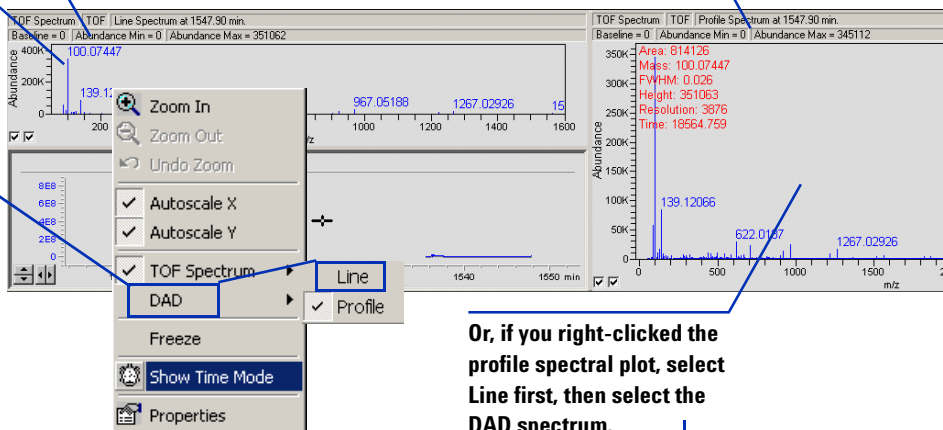 TOF Spectrum TOF Line Spectrum at 1547.90 min.
Baseline = 0 Abundance Min = 0 Abundance Max = 351062
Abundance
400K
200K
0
100.07447
139.12
967.05188
1267.02926
15
200
1000
1200
1400
1600
8E8
6E8
4E8
2E8
0
1540
1550 min
Zoom In
Zoom Out
Undo Zoom
Autoscale X
Autoscale Y
TOF Spectrum
DAD
Freeze
Show Time Mode
Properties
Line
Profile
TOF Spectrum TOF Profile Spectrum at 1547.90 min.
Baseline = 0 Abundance Min = 0 Abundance Max = 345112
Abundance
350K
300K
250K
200K
150K
100K
50K
0
Area: 814126
Mass: 100.07447
FWHM: 0.026
Height: 351063
Resolution: 3876
Time: 18564.759
139.12066
1267.02926
0
500
1000
1500
2
m/z
Or, if you right-clicked the
profile spectral plot, select
Line first, then select the
DAD spectrum.